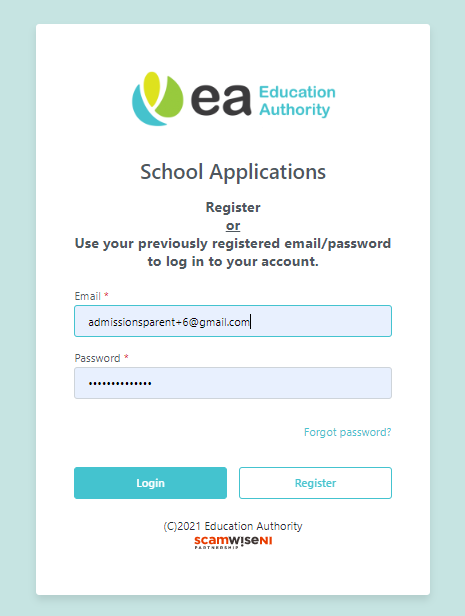 ea Education
Authority
School Applications
Register
or
Use your previously registered email/password
to log in to your account.
Email *
admissionsparent+6@gmail.com
Password *
••••••••••••••
Forgot password?
Login
Register
(C)2021 Education Authority
scamwiseNI
PARTNERSHIP